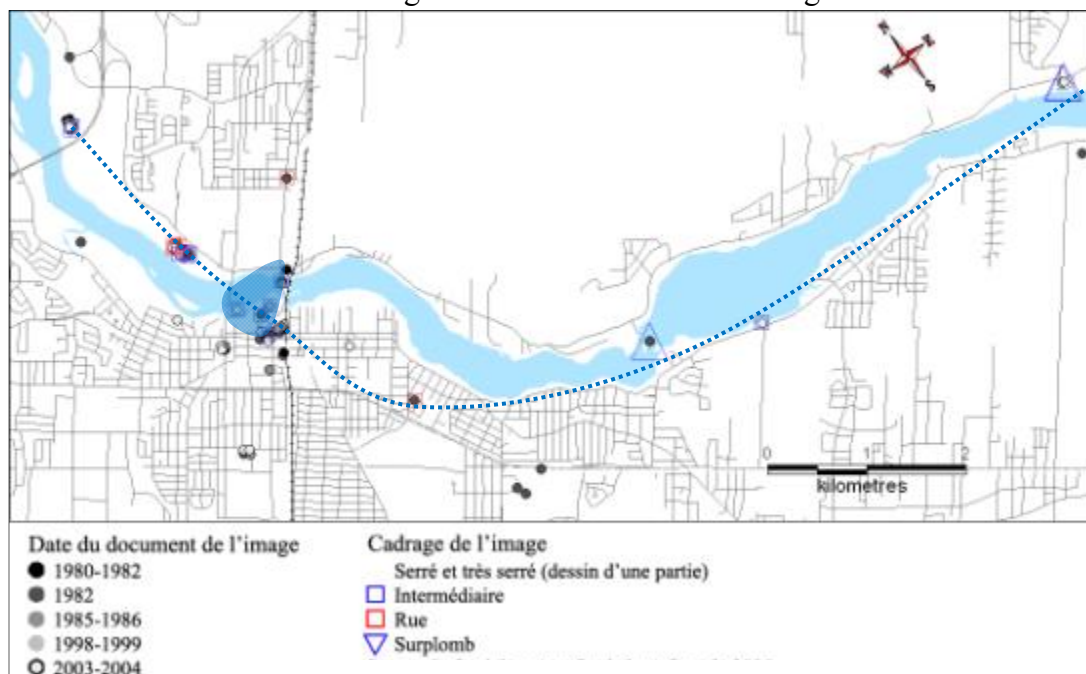 0 1 2
kilometres
Date du document de l'image
1980-1982
1982
1985-1986
1998-1999
2003-2004
Cadrage de l'image
Serré et très serré (dessin d'une partie)
Intermédiaire
Rue
Surplomb